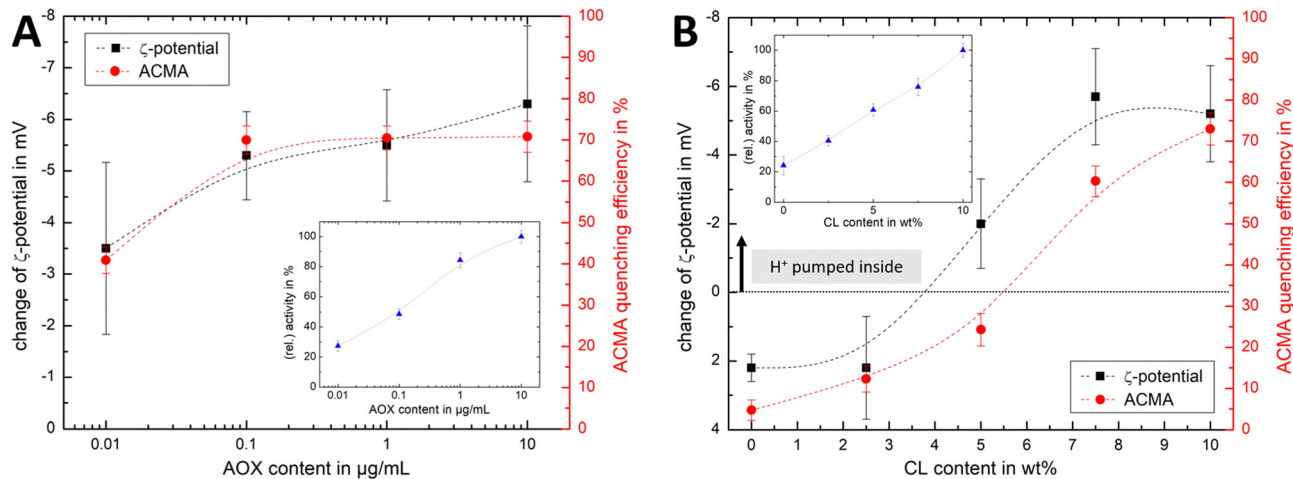 A
change of ζ-potential in mV
-8
-7
-6
-5
-4
-3
-2
-1
0
ζ-potential
ACMA
100
90
80
70
60
50
40
30
20
10
0
ACMA quenching efficiency in %
0.01 0.1 1 10
AOX content in µg/mL
(rel.) activity in %
100
80
60
40
20
0
0.01 0.1 1 10
AOX content in µg/mL
B
change of ζ-potential in mV
-8
-6
-4
-2
0
2
4
(rel.) activity in %
100
80
60
40
20
0
0 5 10
CL content in wt%
H⁺ pumped inside
ζ-potential
ACMA
100
90
80
70
60
50
40
30
20
10
0
ACMA quenching efficiency in %
0 1 2 3 4 5 6 7 8 9 10
CL content in wt%